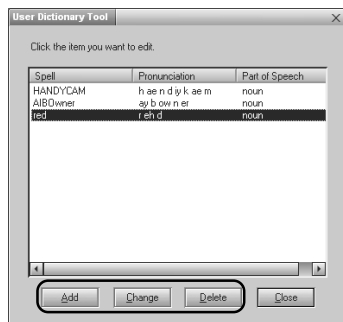 User Dictionary Tool
Click the item you want to edit.
Spell Pronunciation Part of Speech
HANDYCAM h ae n d iy k ae m noun
AIBOwner ay b ow n er noun
red r eh d noun
Add Change Delete Close